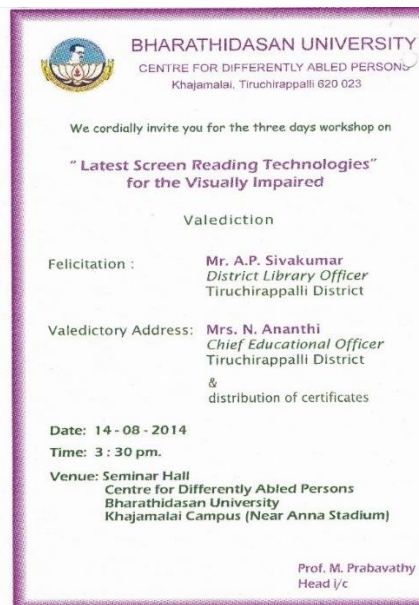 BHARATHIDASAN UNIVERSITY
CENTRE FOR DIFFERENTLY ABLED PERSONS
Khajamalai, Tiruchirappalli 620 023
We cordially invite you for the three days workshop on
" Latest Screen Reading Technologies"
for the Visually Impaired
Valediction
Felicitation : Mr. A.P. Sivakumar
District Library Officer
Tiruchirappalli District
Valedictory Address: Mrs. N. Ananthi
Chief Educational Officer
Tiruchirappalli District
&
distribution of certificates
Date: 14 - 08 - 2014
Time: 3 : 30 pm.
Venue: Seminar Hall
Centre for Differently Abled Persons
Bharathidasan University
Khajamalai Campus (Near Anna Stadium)
Prof. M. Prabavathy
Head i/c